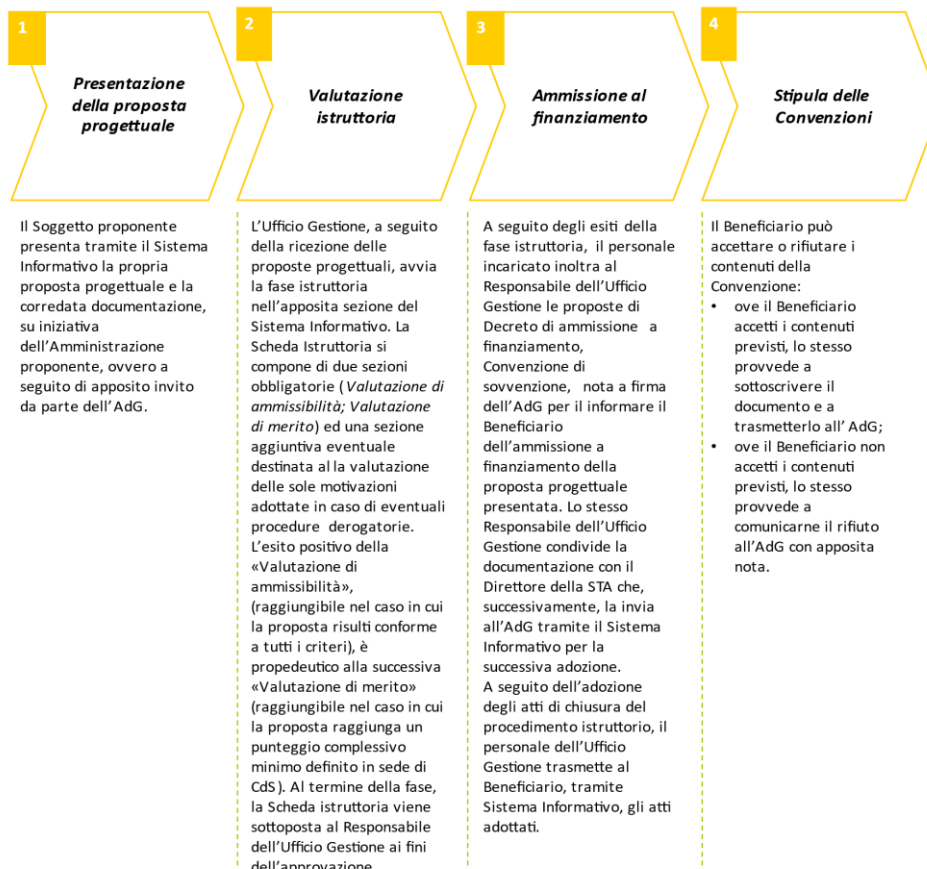 1
Presentazione
della proposta
progettuale
Il Soggetto proponente
presenta tramite il Sistema
Informativo la propria
proposta progettuale e la
corredata documentazione,
su iniziativa
dell'Amministrazione
proponente, ovvero a
seguito di apposito invito
da parte dell'AdG.
2
Valutazione
istruttoria
L'Ufficio Gestione, a seguito
della ricezione delle
proposte progettuali, avvia
la fase istruttoria
nell'apposita sezione del
Sistema Informativo. La
Scheda Istruttoria si
compone di due sezioni
obbligatorie ( Valutazione di
ammissibilità; Valutazione
di merito) ed una sezione
aggiuntiva eventuale
destinata al la valutazione
delle sole motivazioni
adottate in caso di eventuali
procedure derogatorie.
L'esito positivo della
«Valutazione di
ammissibilità»,
(raggiungibile nel caso in cui
la proposta risulti conforme
a tutti i criteri), è
propedeutico alla successiva
«Valutazione di merito»
(raggiungibile nel caso in cui
la proposta raggiunga un
punteggio complessivo
minimo definito in sede di
CdS). Al termine della fase,
la Scheda istruttoria viene
sottoposta al Responsabile
dell'Ufficio Gestione ai fini
dell'approvazione
3
Ammissione al
finanziamento
A seguito degli esiti della
fase istruttoria, il personale
incaricato inoltra al
Responsabile dell'Ufficio
Gestione le proposte di
Decreto di ammissione a
finanziamento,
Convenzione di
sovvenzione, nota a firma
dell'AdG per il informare il
Beneficiario
dell'ammissione a
finanziamento della
proposta progettuale
presentata. Lo stesso
Responsabile dell'Ufficio
Gestione condivide la
documentazione con il
Direttore della STA che,
successivamente, la invia
all'AdG tramite il Sistema
Informativo per la
successiva adozione.
A seguito dell'adozione
degli atti di chiusura del
procedimento istruttorio, il
personale dell'Ufficio
Gestione trasmette al
Beneficiario, tramite
Sistema Informativo, gli atti
adottati.
4
Stipula delle
Convenzioni
Il Beneficiario può
accettare o rifiutare i
contenuti della
Convenzione:
• ove il Beneficiario
accetti i contenuti
previsti, lo stesso
provvede a
sottoscrivere il
documento e a
trasmetterlo all' AdG;
• ove il Beneficiario non
accetti i contenuti
previsti, lo stesso
provvede a
comunicarne il rifiuto
all'AdG con apposita
nota.